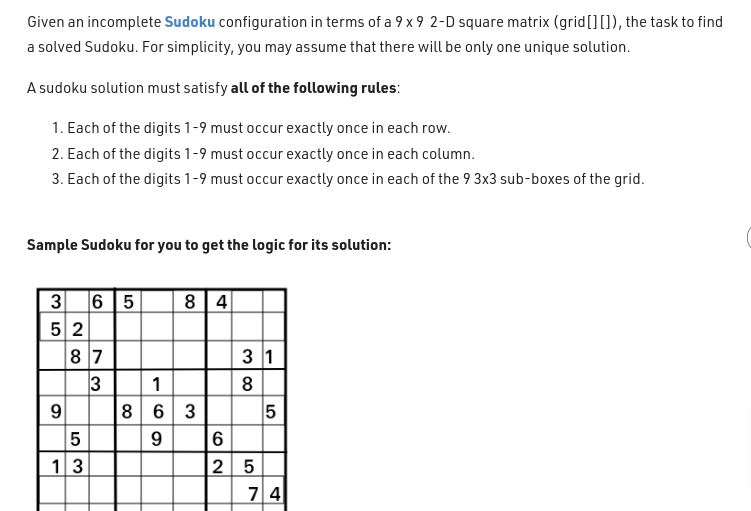 Given an incomplete Sudoku configuration in terms of a 9 x 9 2-D square matrix (grid[][]), the task to find
a solved Sudoku. For simplicity, you may assume that there will be only one unique solution.
A sudoku solution must satisfy all of the following rules:
1. Each of the digits 1-9 must occur exactly once in each row.
2. Each of the digits 1-9 must occur exactly once in each column.
3. Each of the digits 1-9 must occur exactly once in each of the 9 3x3 sub-boxes of the grid.
Sample Sudoku for you to get the logic for its solution:
3 6 5 8 4
5 2
8 7 3 1
3 1 8
9 8 6 3 5
5 9 6
1 3 2 5
7 4